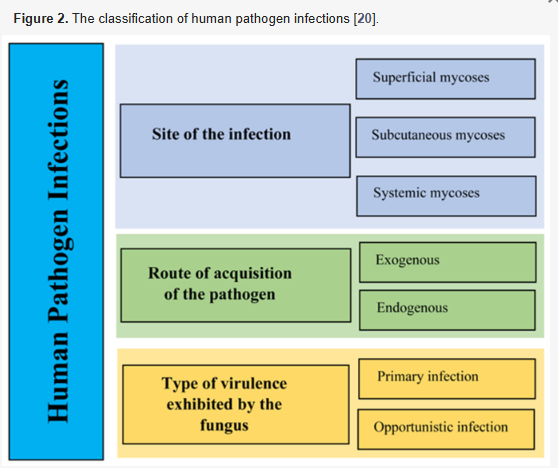 Figure 2. The classification of human pathogen infections [20].
Human Pathogen Infections
Site of the infection
Superficial mycoses
Subcutaneous mycoses
Systemic mycoses
Route of acquisition
of the pathogen
Exogenous
Endogenous
Type of virulence
exhibited by the
fungus
Primary infection
Opportunistic infection